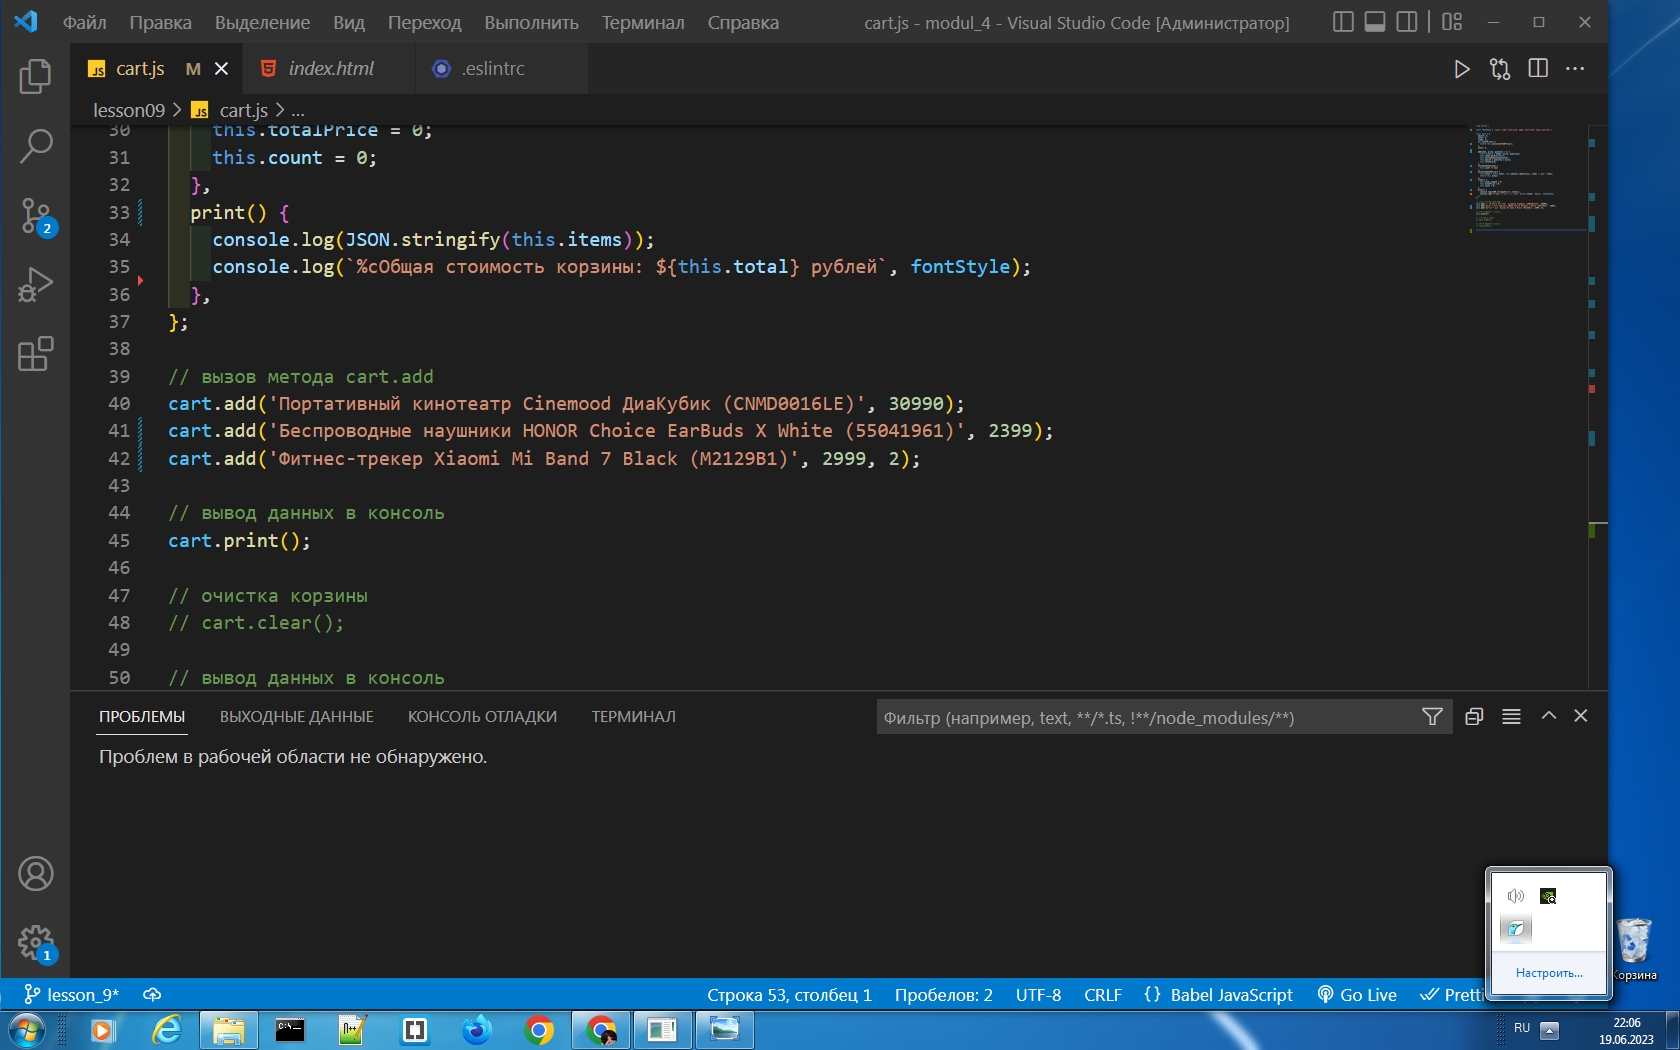 Файл Правка Выделение Вид Переход Выполнить Терминал Справка cart.js - modul_4 - Visual Studio Code [Администратор]
JS cart.js M index.html .eslintrc
lesson09 > JS cart.js > ...
30 this.totalPrice = 0;
31 this.count = 0;
32 },
33 print() {
34 console.log(JSON.stringify(this.items));
35 console.log(`%cОбщая стоимость корзины: ${this.total} рублей`, fontStyle);
36 },
37 };
38
39 // вызов метода cart.add
40 cart.add('Портативный кинотеатр Cinemood ДиаКубик (CNMD0016LE)', 30990);
41 cart.add('Беспроводные наушники HONOR Choice EarBuds X White (55041961)', 2399);
42 cart.add('Фитнес-трекер Xiaomi Mi Band 7 Black (M2129B1)', 2999, 2);
43
44 // вывод данных в консоль
45 cart.print();
46
47 // очистка корзины
48 // cart.clear();
49
50 // вывод данных в консоль
2
ПРОБЛЕМЫ ВЫХОДНЫЕ ДАННЫЕ КОНСОЛЬ ОТЛАДКИ ТЕРМИНАЛ Фильтр (например, text, **/*.ts, !**/node_modules/**)
Проблем в рабочей области не обнаружено.
1
Настроить...
Корзина
lesson_9* Строка 53, столбец 1 Пробелов: 2 UTF-8 CRLF {} Babel JavaScript Go Live Pretti
RU 22:06
19.06.2023